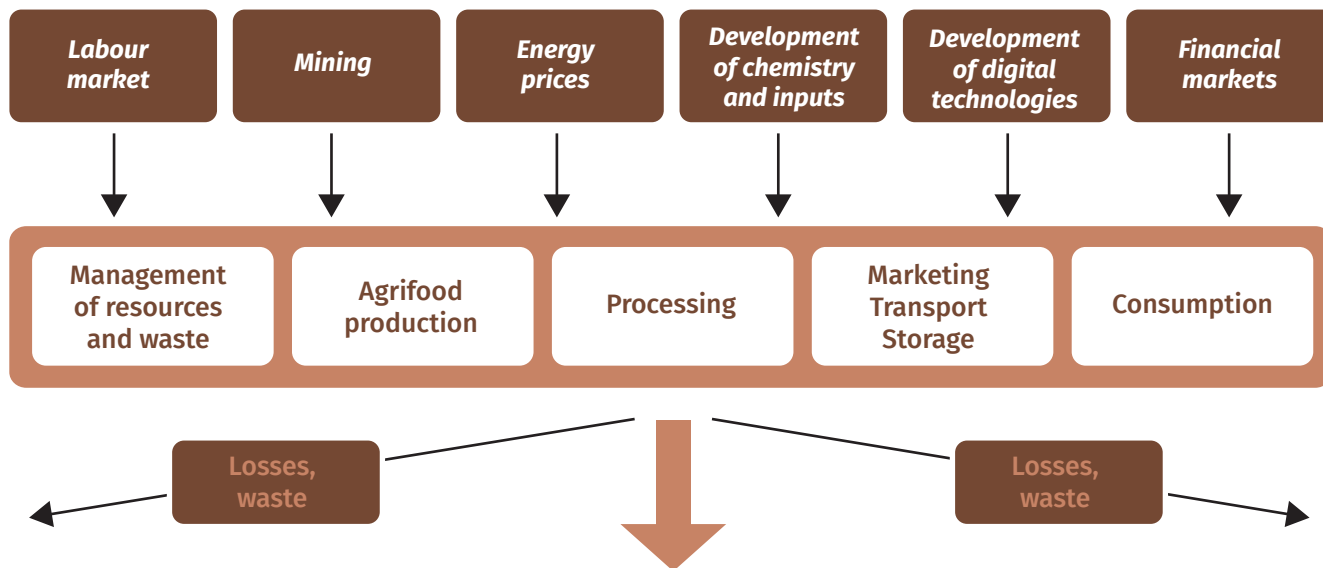 Labour
market
Mining
Energy
prices
Development
of chemistry
and inputs
Development
of digital
technologies
Financial
markets
Management
of resources
and waste
Agrifood
production
Processing
Marketing
Transport
Storage
Consumption
Losses,
waste
Losses,
waste